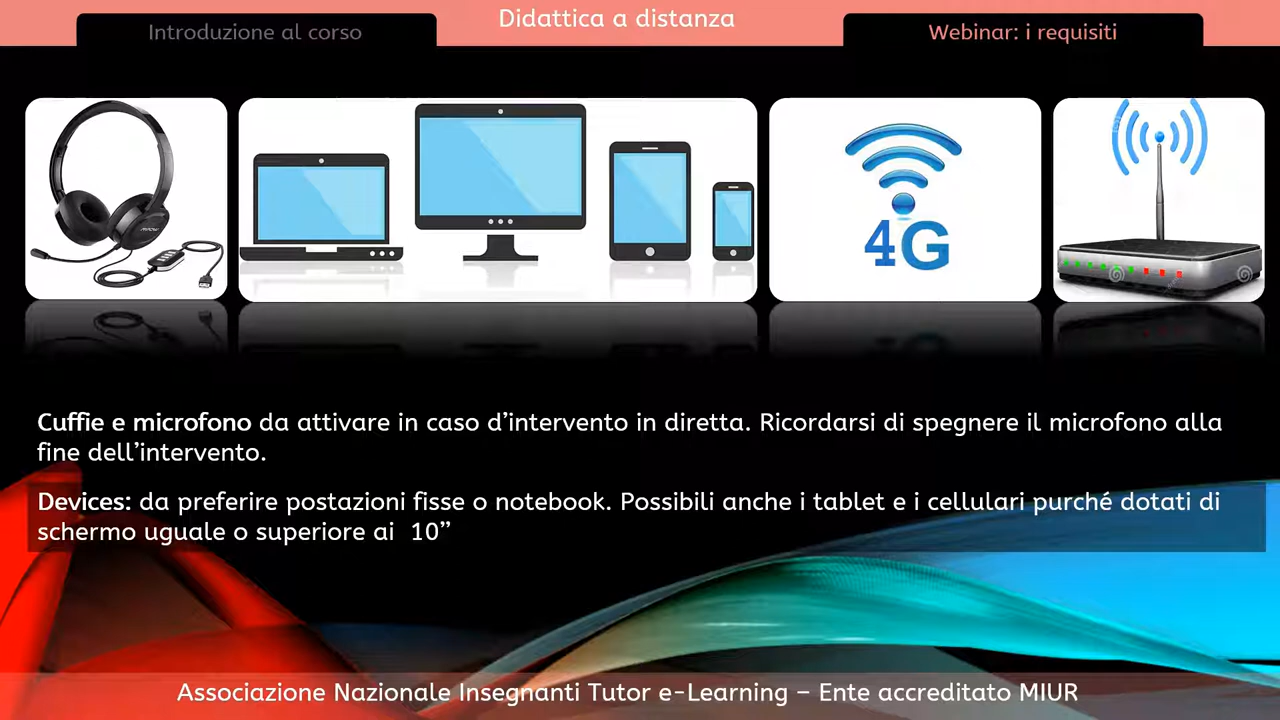 Didattica a distanza
Introduzione al corso
Webinar: i requisiti
4G
Cuffie e microfono da attivare in caso d’intervento in diretta. Ricordarsi di spegnere il microfono alla
fine dell’intervento.
Devices: da preferire postazioni fisse o notebook. Possibili anche i tablet e i cellulari purché dotati di
schermo uguale o superiore ai 10”
Associazione Nazionale Insegnanti Tutor e-Learning – Ente accreditato MIUR